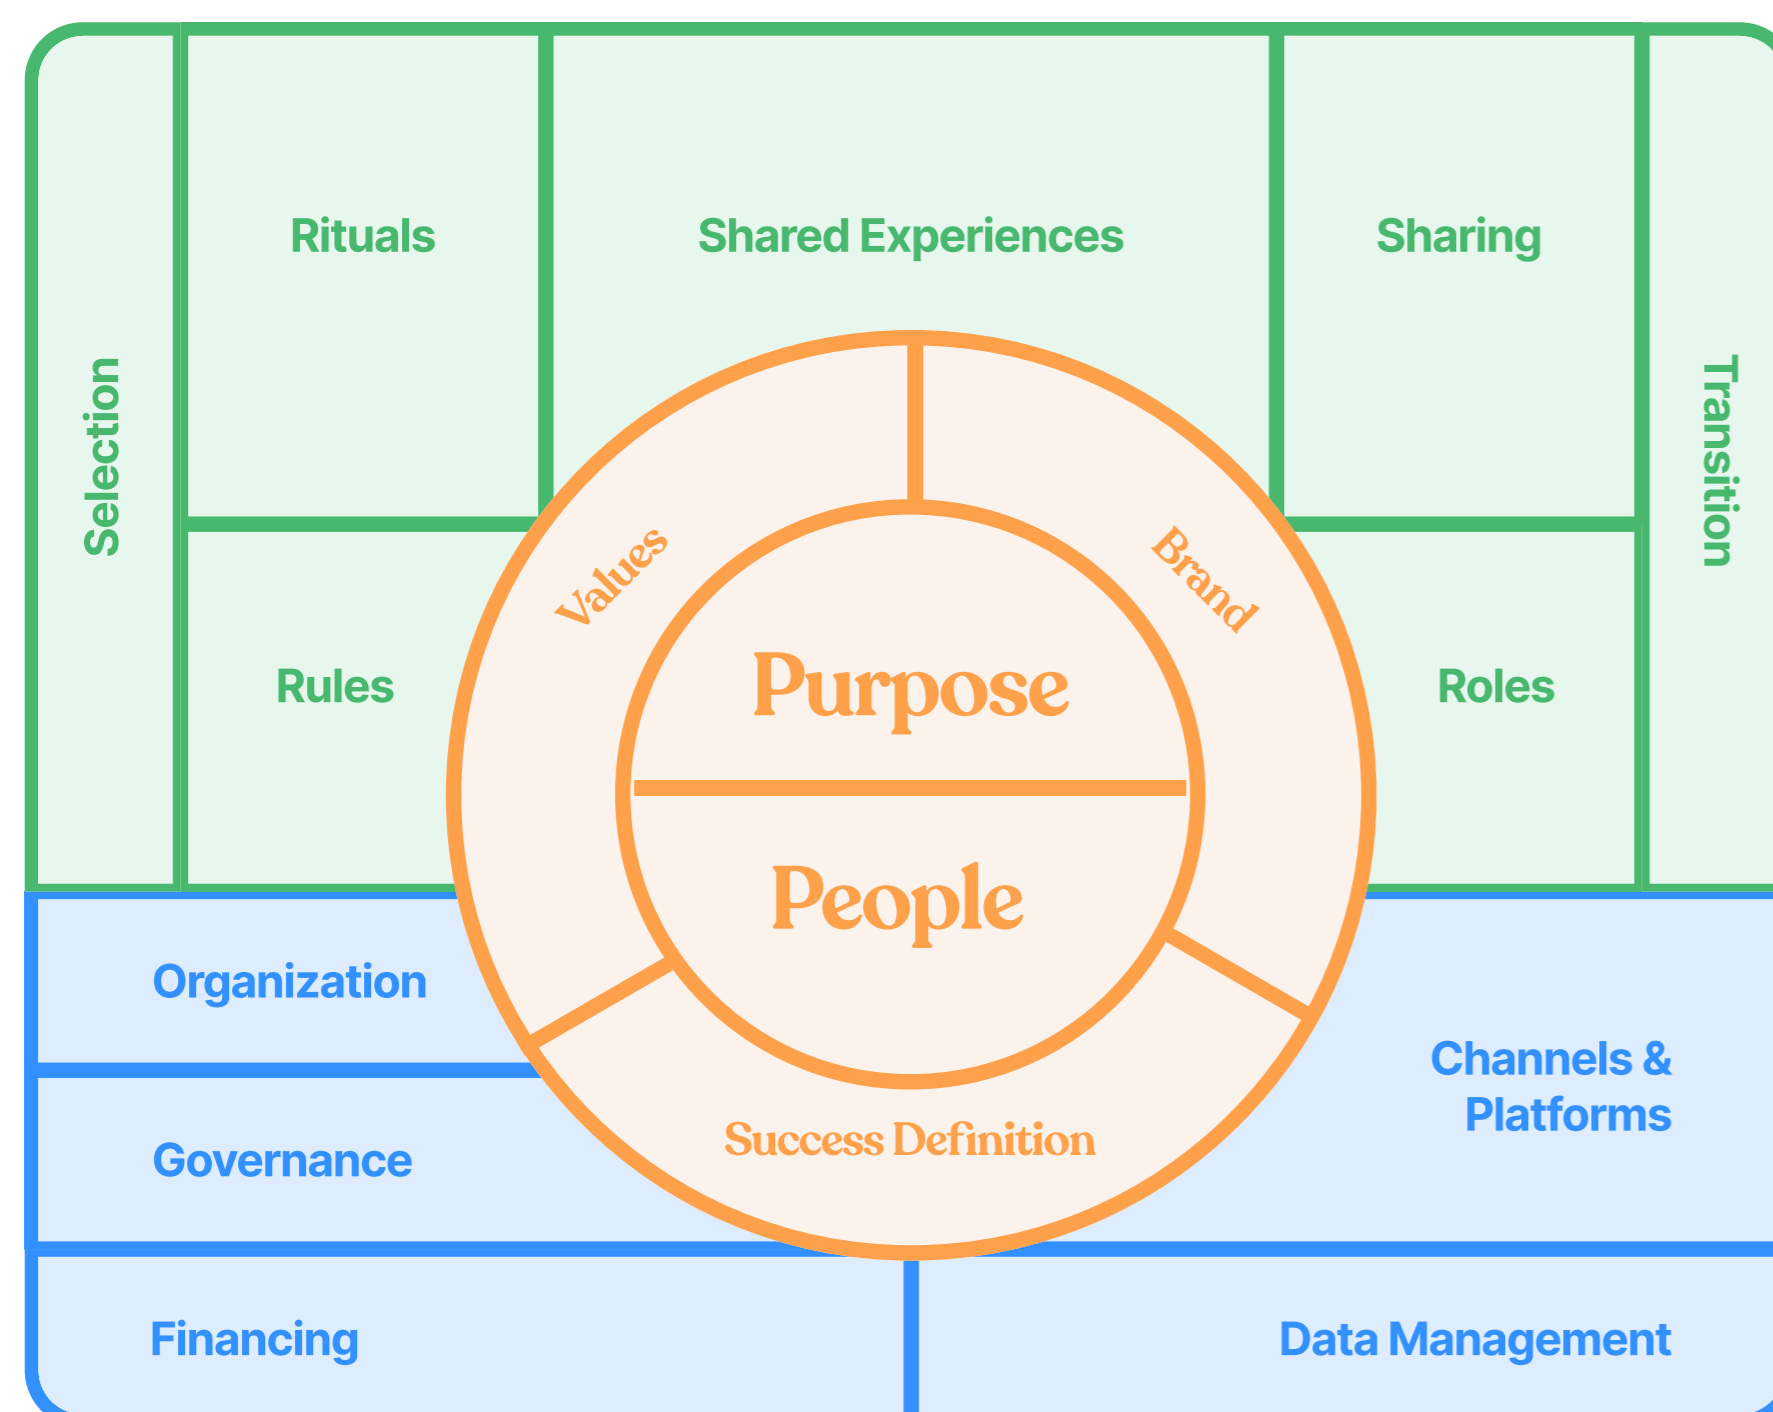 Selection
Rituals
Shared Experiences
Sharing
Transition
Rules
Values
Brand
Roles
Purpose
People
Organization
Governance
Success Definition
Channels &
Platforms
Financing
Data Management